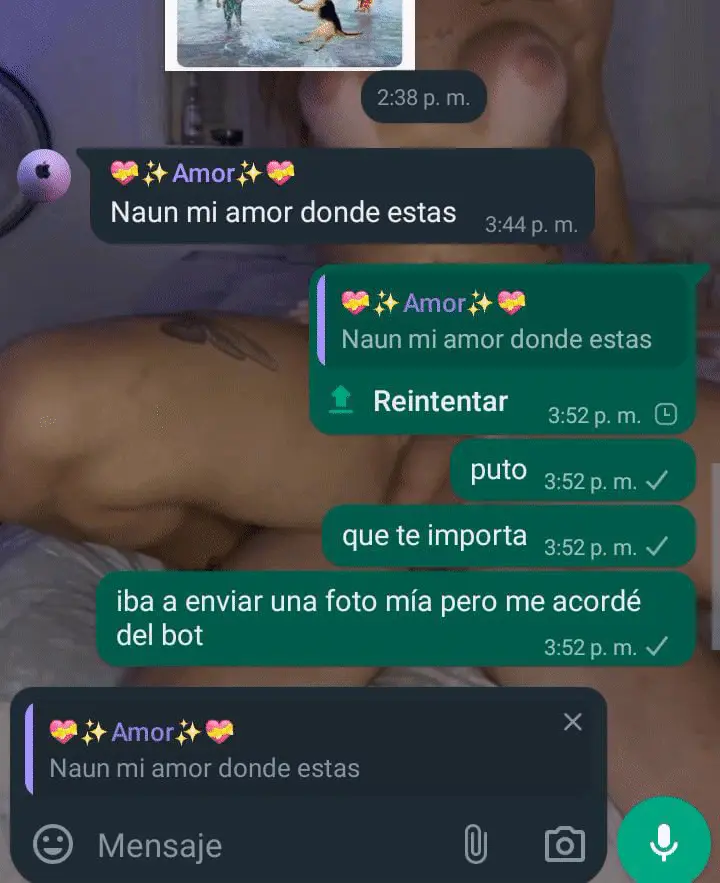 2:38 p. m.
💝✨Amor✨💝
Naun mi amor donde estas
3:44 p. m.
💝✨Amor✨💝
Naun mi amor donde estas
Reintentar
3:52 p. m.
puto
3:52 p. m.
que te importa
3:52 p. m.
iba a enviar una foto mía pero me acordé
del bot
3:52 p. m.
💝✨Amor✨💝
Naun mi amor donde estas
Mensaje